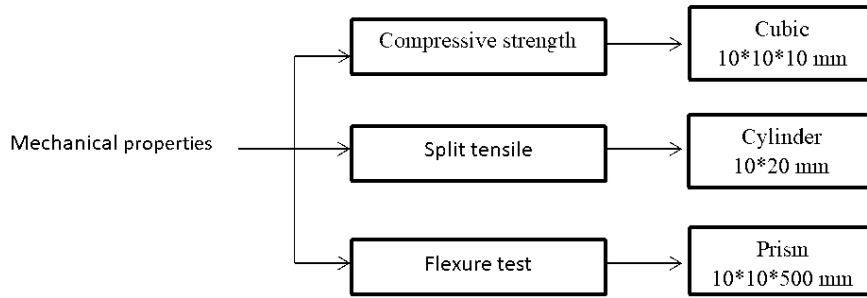 Compressive strength
Cubic
10*10*10 mm
Mechanical properties
Split tensile
Cylinder
10*20 mm
Flexure test
Prism
10*10*500 mm